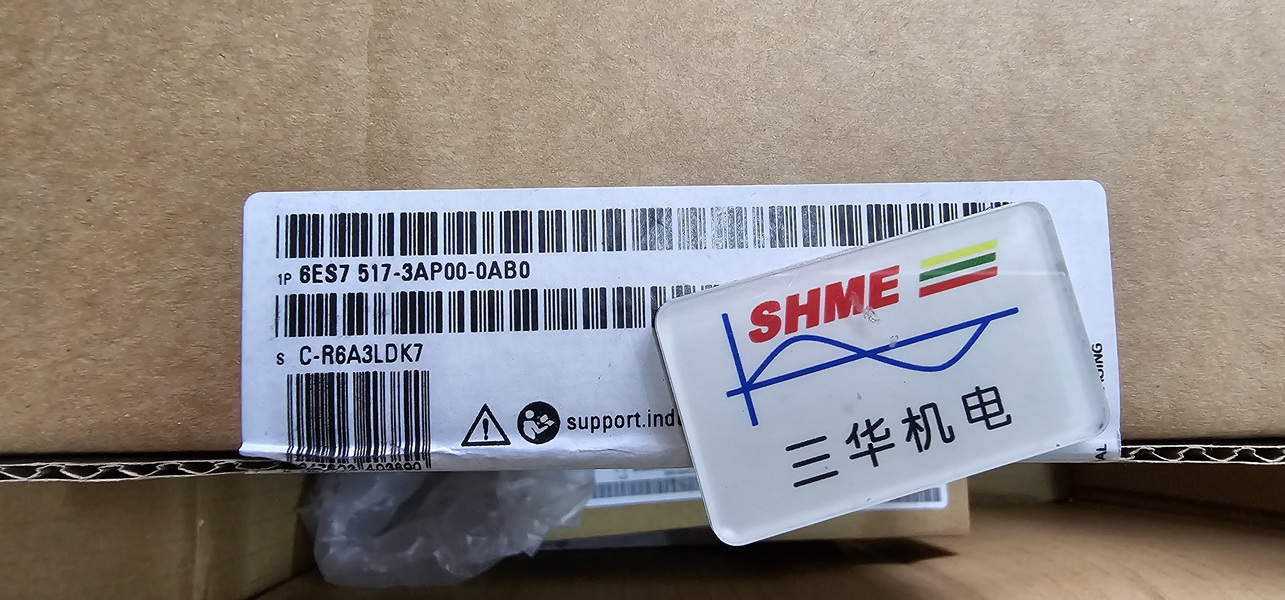 1P 6ES7 517-3AP00-0AB0
S C-R6A3LDK7
support.ind
SHME
三华机电